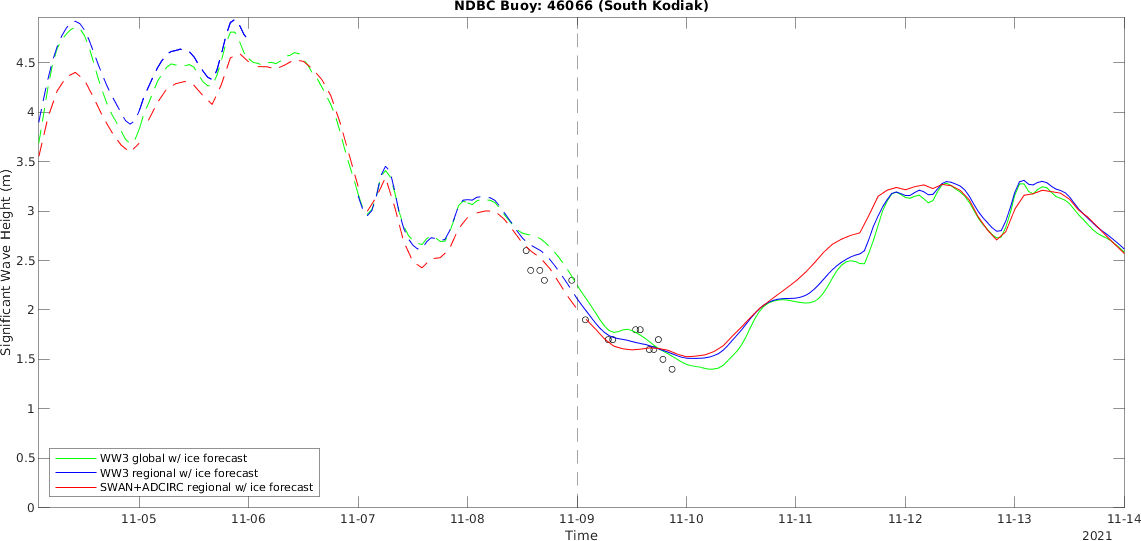 NDBC Buoy: 46066 (South Kodiak)
Significant Wave Height (m)
4.5
4
3.5
3
2.5
2
1.5
1
0.5
0
WW3 global w/ ice forecast
WW3 regional w/ ice forecast
SWAN+ADCIRC regional w/ ice forecast
11-05 11-06 11-07 11-08 11-09 11-10 11-11 11-12 11-13 11-14
Time
2021